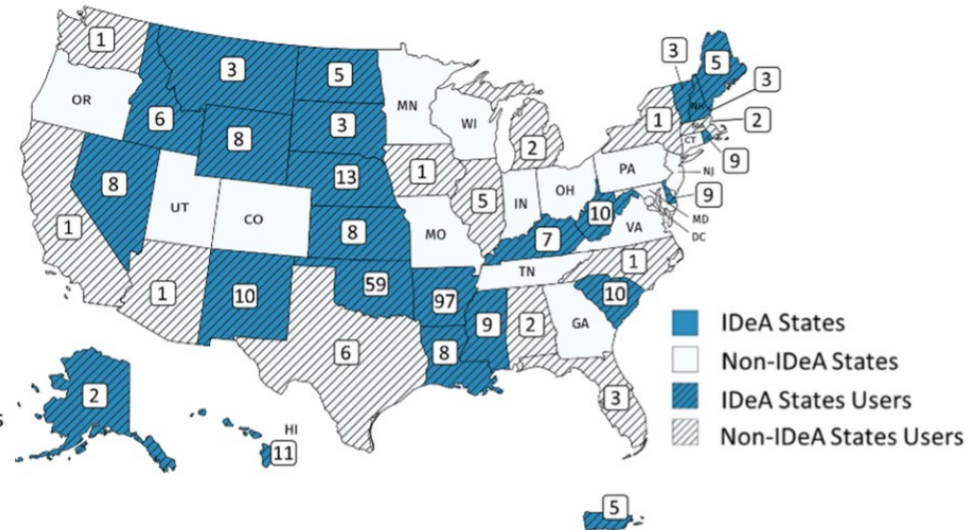 1
3
5
3
5
3
OR
MN
6
8
3
WI
1
NH
2
1
2
CT
9
8
13
5
PA
NJ
IN
OH
9
UT
CO
8
MO
7
10
VA
MD
DC
1
1
10
59
97
TN
1
10
9
2
GA
8
6
3
2
HI
11
5
IDeA States
Non-IDeA States
IDeA States Users
Non-IDeA States Users